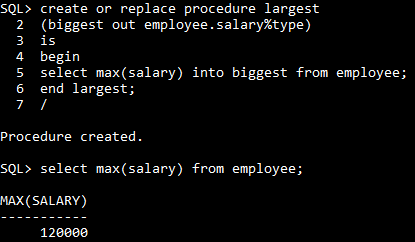 SQL> create or replace procedure largest
  2  (biggest out employee.salary%type)
  3  is
  4  begin
  5  select max(salary) into biggest from employee;
  6  end largest;
  7  /
Procedure created.
SQL> select max(salary) from employee;
MAX(SALARY)
-----------
     120000